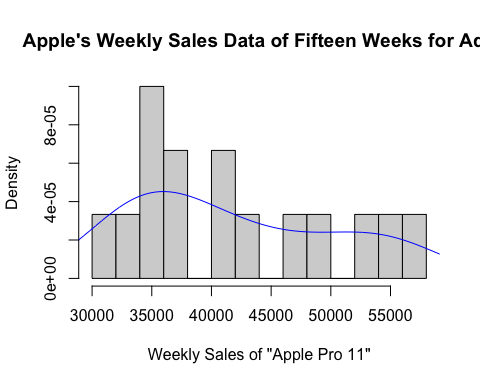 Apple's Weekly Sales Data of Fifteen Weeks for
Density
8e-05
4e-05
0e+00
30000 35000 40000 45000 50000 55000
Weekly Sales of "Apple Pro 11"